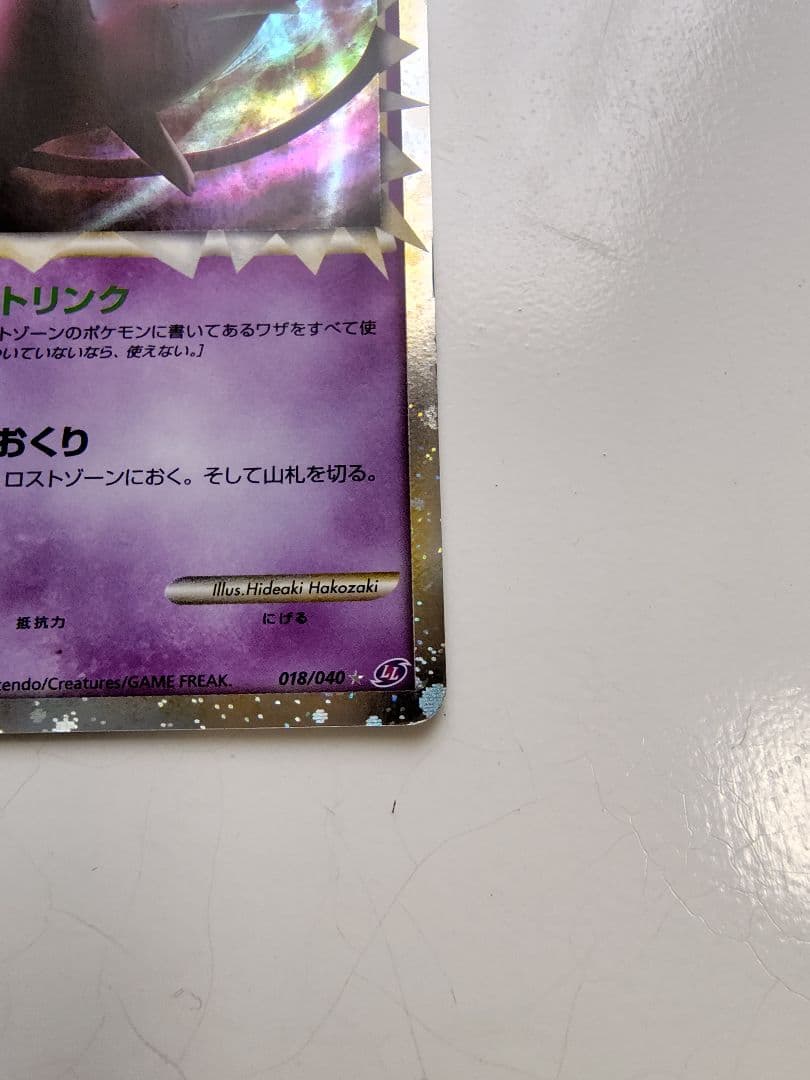 トリンク
トゾーンのポケモンに書いてあるワザをすべて使
いていないなら、使えない。]
おくり
ロストゾーンにおく。そして山札を切る。
Illus.Hideaki Hakozaki
抵抗力
にげる
tendo/Creatures/GAME FREAK.
018/040
LL